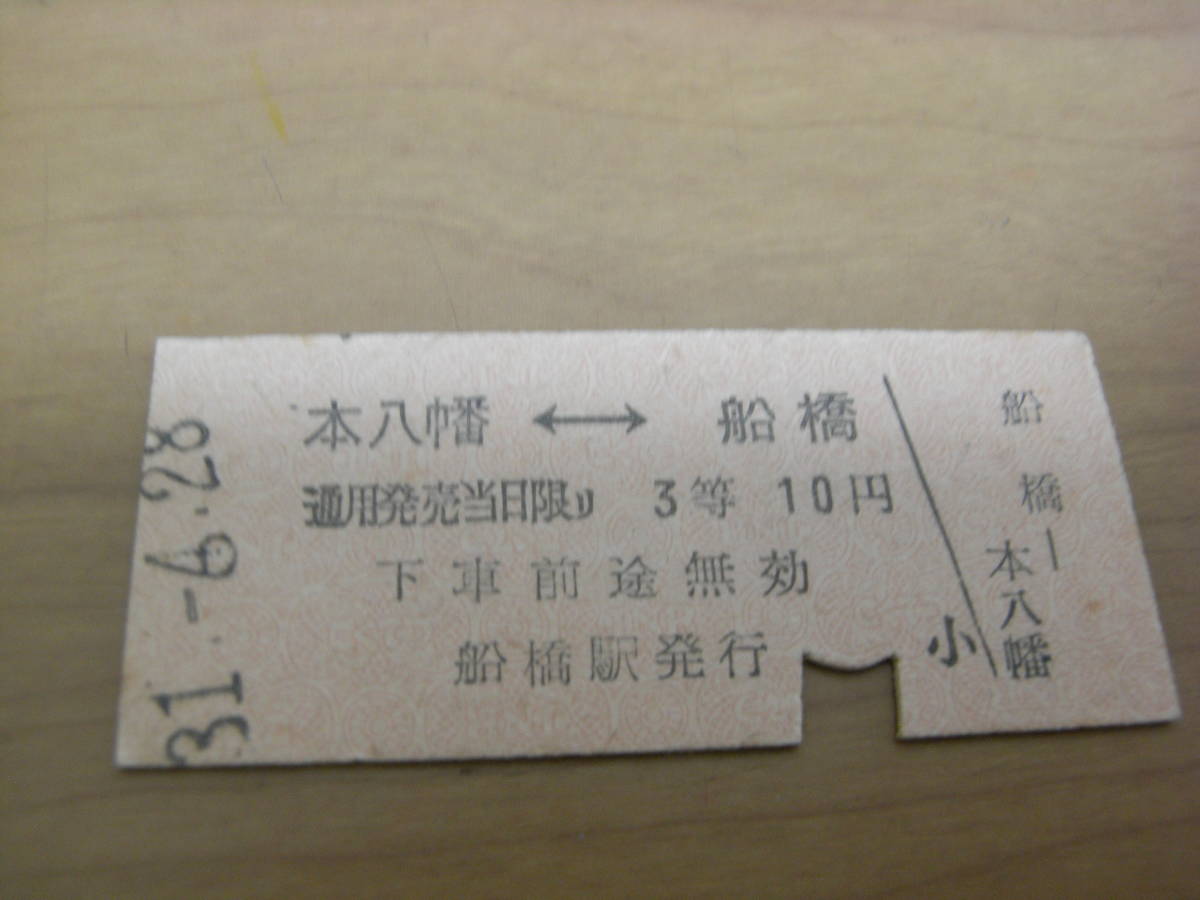 31.-6.28
本八幡 ↔ 船橋
通用発売当日限り 3等 10円
下車前途無効
船橋駅発行
小
船橋―
本八幡